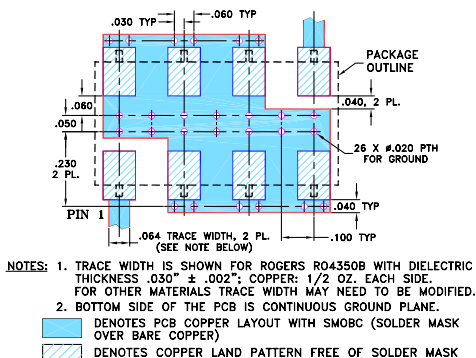 .030 TYP
.060 TYP
PACKAGE
OUTLINE
.060
.040, 2 PL.
.050
26 X ø.020 PTH
FOR GROUND
.230
2 PL.
PIN 1
.040 TYP
.064 TRACE WIDTH, 2 PL.
(SEE NOTE BELOW)
.100 TYP
NOTES: 1. TRACE WIDTH IS SHOWN FOR ROGERS RO4350B WITH DIELECTRIC
THICKNESS .030" ± .002"; COPPER: 1/2 OZ. EACH SIDE.
FOR OTHER MATERIALS TRACE WIDTH MAY NEED TO BE MODIFIED.
2. BOTTOM SIDE OF THE PCB IS CONTINUOUS GROUND PLANE.
DENOTES PCB COPPER LAYOUT WITH SMOBC (SOLDER MASK
OVER BARE COPPER)
DENOTES COPPER LAND PATTERN FREE OF SOLDER MASK